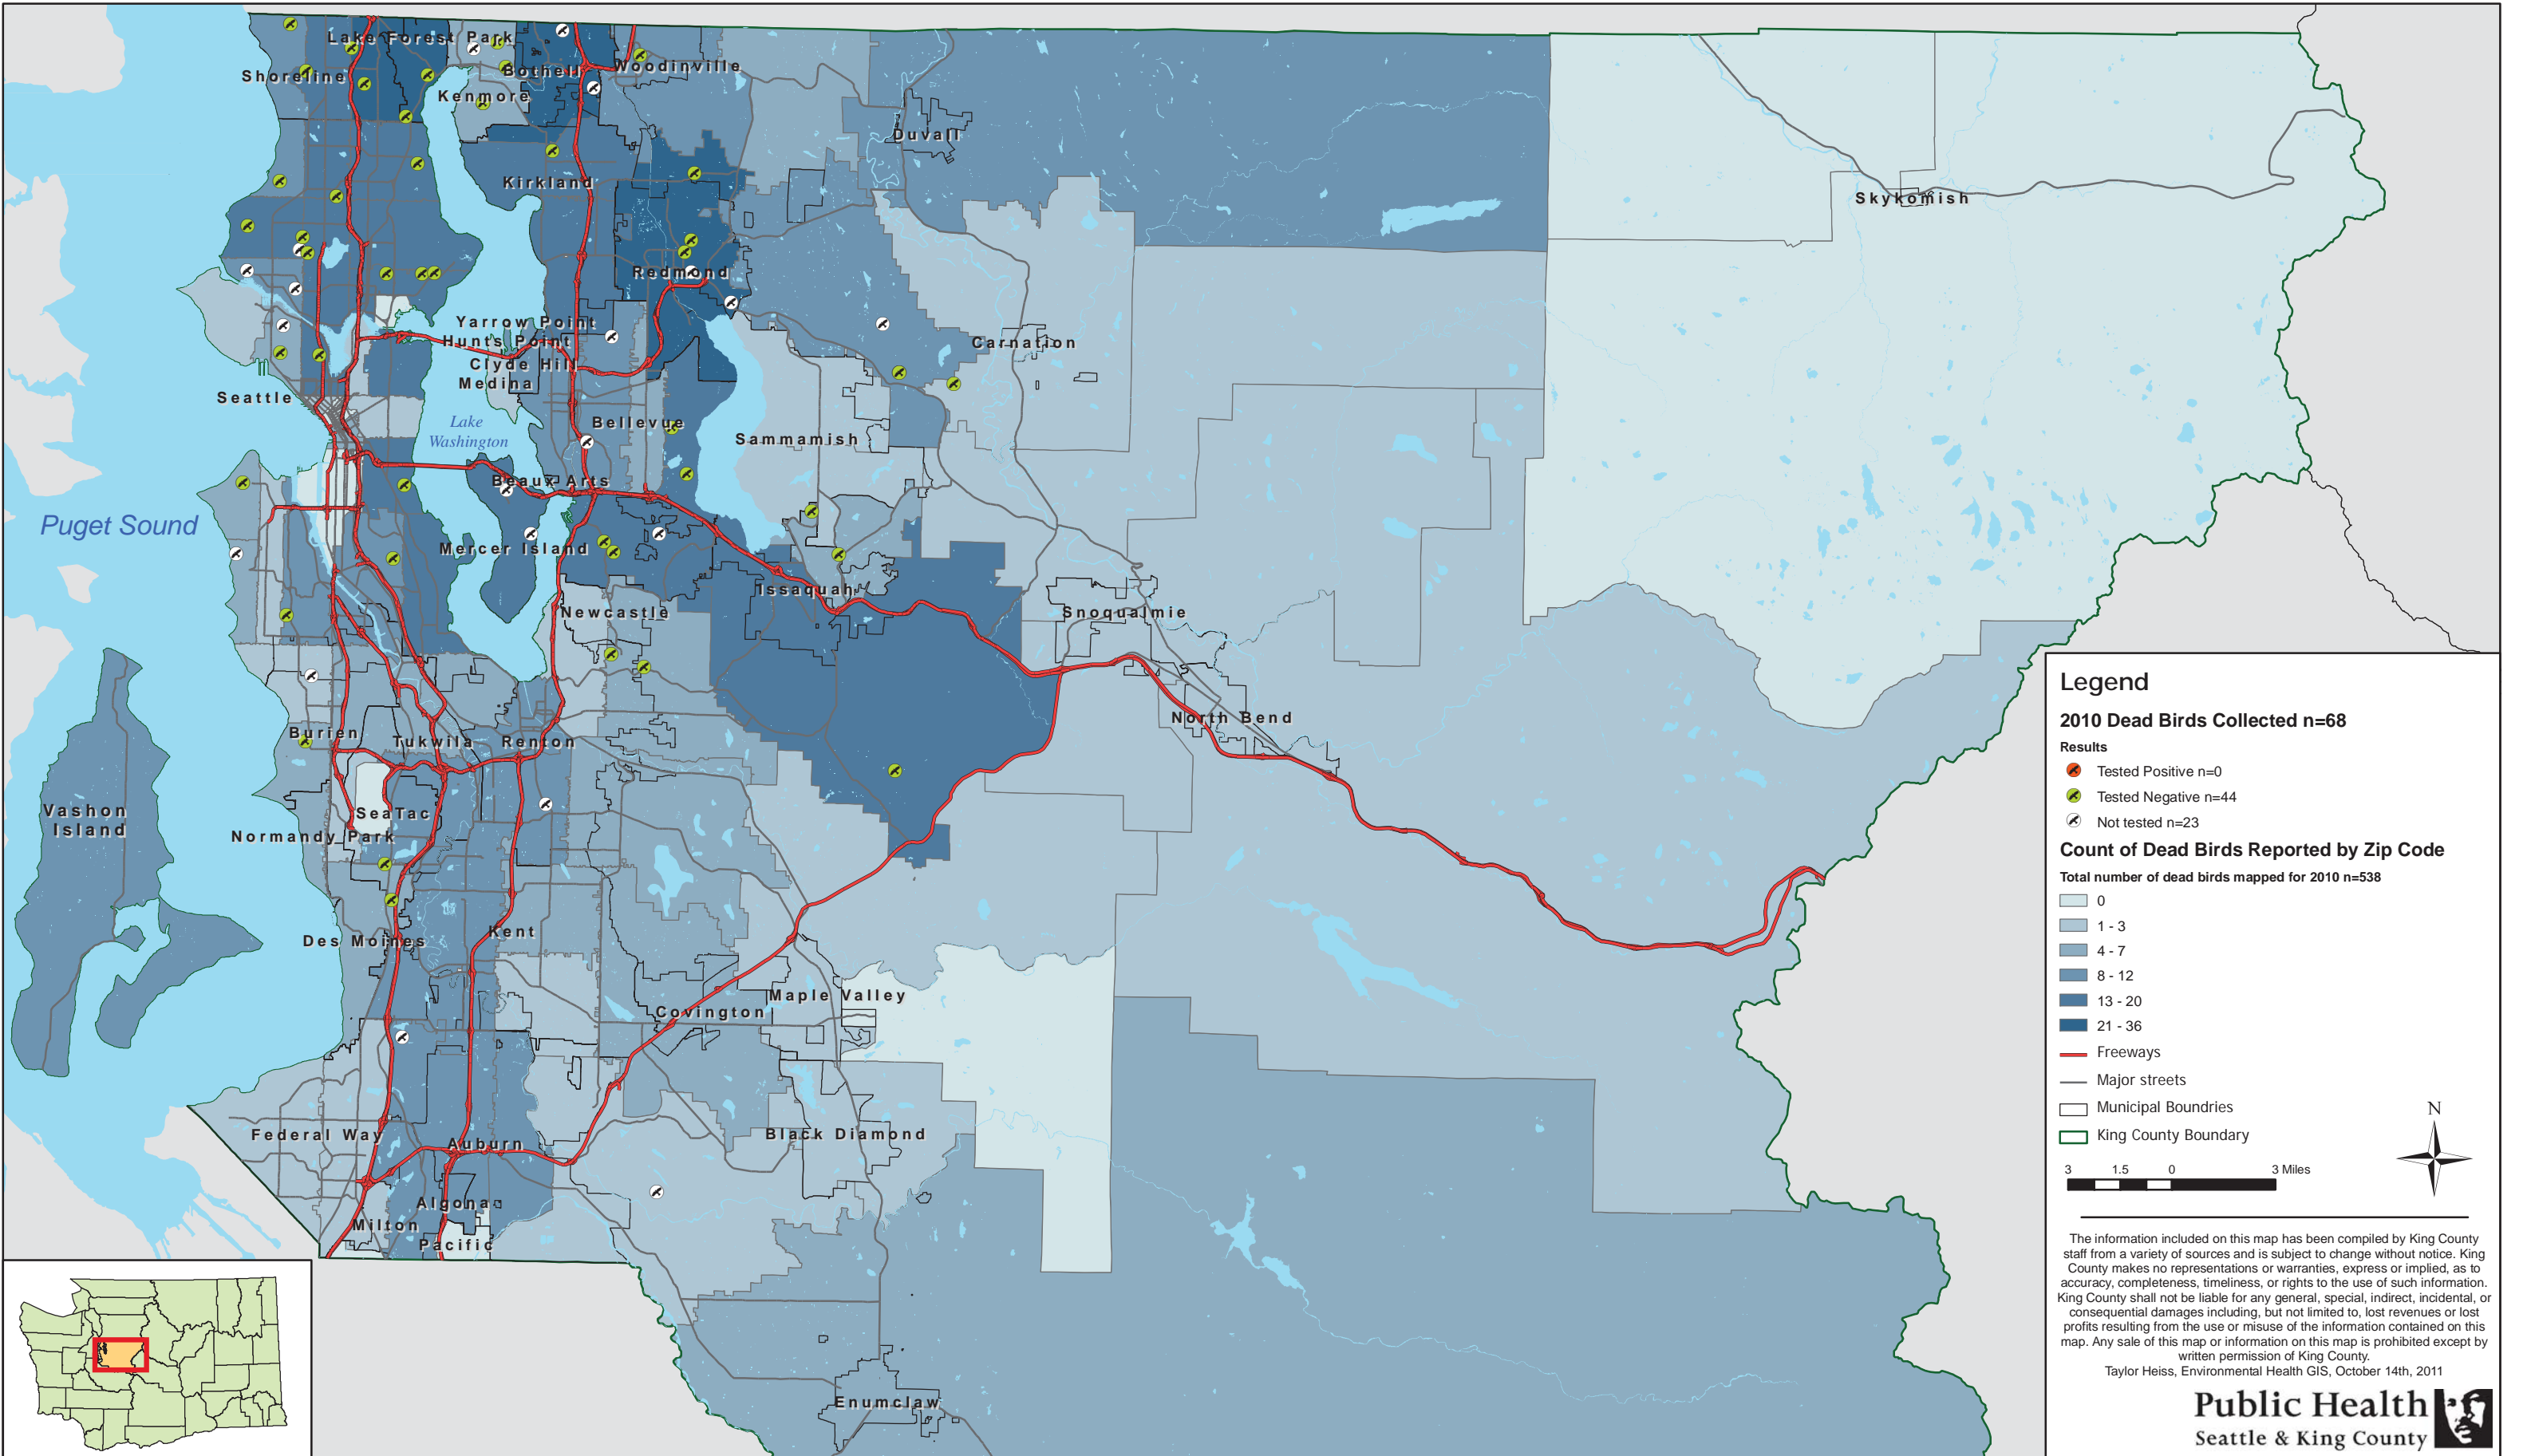 Lake Forest Park
Shoreline
Bothell
Woodinville
Kenmore
Duvall
Kirkland
Skykomish
Redmond
Yarrow Point
Hunts Point
Carnation
Clyde Hill
Medina
Seattle
Lake
Washington
Bellevue
Sammamish
Beaux Arts
Puget Sound
Mercer Island
Issaquah
Newcastle
Snoqualmie
North Bend
Burien
Tukwila
Renton
Vashon
Island
SeaTac
Normandy Park
Des Moines
Kent
Maple Valley
Covington
Federal Way
Auburn
Black Diamond
Algona
Milton
Pacific
Enumclaw
Legend
2010 Dead Birds Collected n=68
Results
Tested Positive n=0
Tested Negative n=44
Not tested n=23
Count of Dead Birds Reported by Zip Code
Total number of dead birds mapped for 2010 n=538
0
1 - 3
4 - 7
8 - 12
13 - 20
21 - 36
Freeways
Major streets
Municipal Boundries
King County Boundary
N
3 1.5 0 3 Miles
The information included on this map has been compiled by King County
staff from a variety of sources and is subject to change without notice. King
County makes no representations or warranties, express or implied, as to
accuracy, completeness, timeliness, or rights to the use of such information.
King County shall not be liable for any general, special, indirect, incidental, or
consequential damages including, but not limited to, lost revenues or lost
profits resulting from the use or misuse of the information contained on this
map. Any sale of this map or information on this map is prohibited except by
written permission of King County.
Taylor Heiss, Environmental Health GIS, October 14th, 2011
Public Health
Seattle & King County